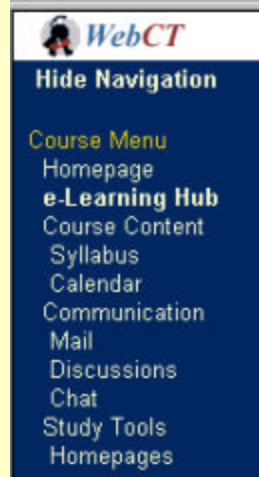 WebCT
Hide Navigation
Course Menu
Homepage
e-Learning Hub
Course Content
Syllabus
Calendar
Communication
Mail
Discussions
Chat
Study Tools
Homepages